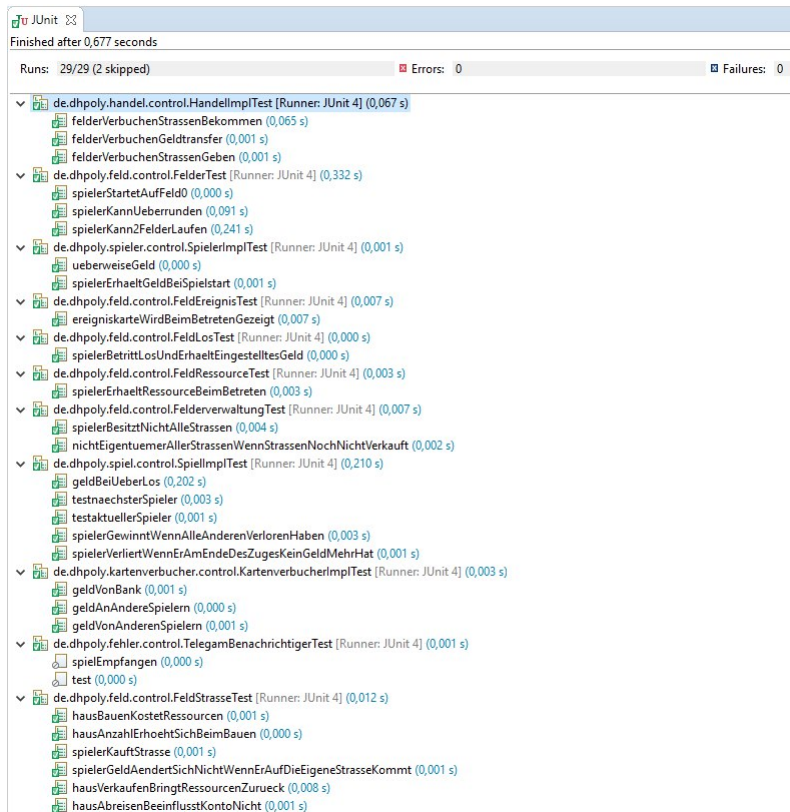 JUnit
Finished after 0,677 seconds
Runs: 29/29 (2 skipped) Errors: 0 Failures: 0
de.dhpoly.handel.control.HandelImplTest [Runner: JUnit 4] (0,067 s)
felderVerbuchenStrassenBekommen (0,065 s)
felderVerbuchenGeldtransfer (0,001 s)
felderVerbuchenStrassenGeben (0,001 s)
de.dhpoly.feld.control.FelderTest [Runner: JUnit 4] (0,332 s)
spielerStartetAufFeld0 (0,000 s)
spielerKannUeberrunden (0,091 s)
spielerKann2FelderLaufen (0,241 s)
de.dhpoly.spieler.control.SpielerImplTest [Runner: JUnit 4] (0,001 s)
ueberweiseGeld (0,000 s)
spielerErhaeltGeldBeiSpielstart (0,001 s)
de.dhpoly.feld.control.FeldEreignisTest [Runner: JUnit 4] (0,007 s)
ereigniskarteWirdBeimBetretenGezeigt (0,007 s)
de.dhpoly.feld.control.FeldLosTest [Runner: JUnit 4] (0,000 s)
spielerBetrittLosUndErhaeltEingestelltesGeld (0,000 s)
de.dhpoly.feld.control.FeldRessourceTest [Runner: JUnit 4] (0,003 s)
spielerErhaeltRessourceBeimBetreten (0,003 s)
de.dhpoly.feld.control.FelderverwaltungTest [Runner: JUnit 4] (0,007 s)
spielerBesitztNichtAlleStrassen (0,004 s)
nichtEigentuemerAllerStrassenWennStrassenNochNichtVerkauft (0,002 s)
de.dhpoly.spiel.control.SpielImplTest [Runner: JUnit 4] (0,210 s)
geldBeiUeberLos (0,202 s)
testnaechsterSpieler (0,003 s)
testaktuellerSpieler (0,001 s)
spielerGewinntWennAlleAnderenVerlorenHaben (0,003 s)
spielerVerliertWennErAmEndeDesZugesKeinGeldMehrHat (0,001 s)
de.dhpoly.kartenverbucher.control.KartenverbucherImplTest [Runner: JUnit 4] (0,003 s)
geldVonBank (0,001 s)
geldAnAndereSpielern (0,000 s)
geldVonAnderenSpielern (0,001 s)
de.dhpoly.fehler.control.TelegamBenachrichtigerTest [Runner: JUnit 4] (0,001 s)
spielEmpfangen (0,000 s)
test (0,000 s)
de.dhpoly.feld.control.FeldStrasseTest [Runner: JUnit 4] (0,012 s)
hausBauenKostetRessourcen (0,001 s)
hausAnzahlErhoehtSichBeimBauen (0,000 s)
spielerKauftStrasse (0,001 s)
spielerGeldAendertSichNichtWennErAufDieEigeneStrasseKommt (0,001 s)
hausVerkaufenBringtRessourcenZurueck (0,008 s)
hausAbreisenBeeinflusstKontoNicht (0,001 s)